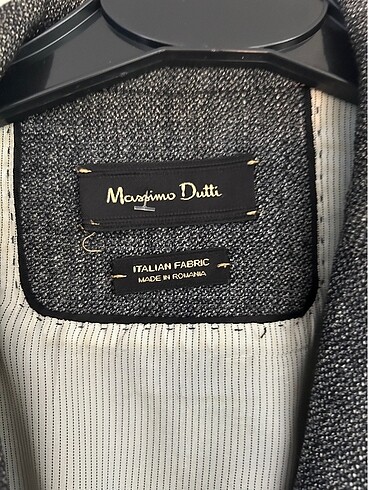 Massimo Dutti
ITALIAN FABRIC
MADE IN ROMANIA